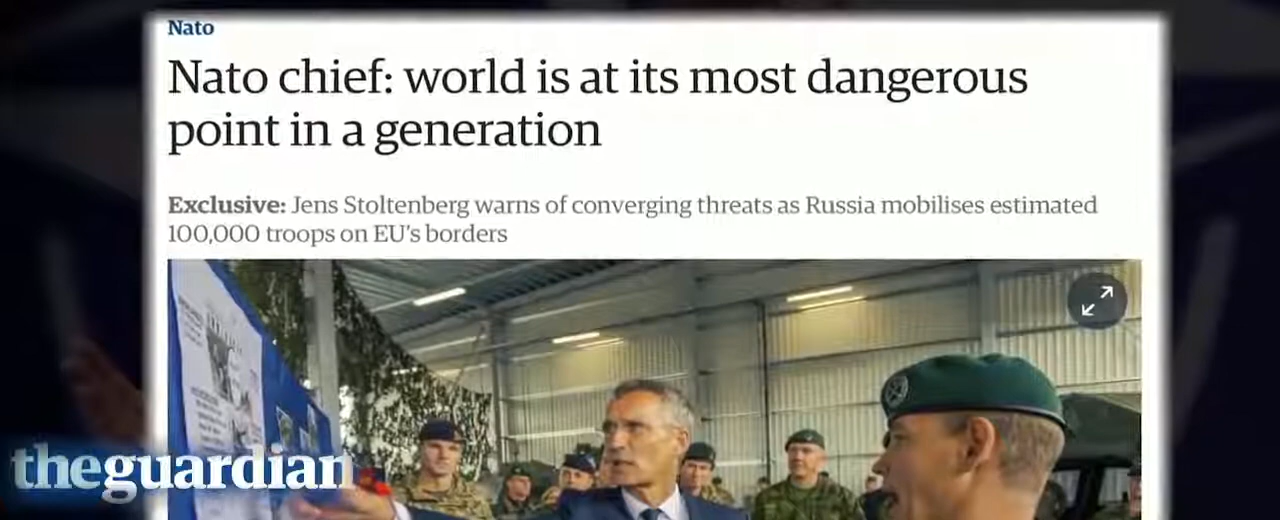 Nato
Nato chief: world is at its most dangerous
point in a generation
Exclusive: Jens Stoltenberg warns of converging threats as Russia mobilises estimated
100,000 troops on EU's borders
theguardian